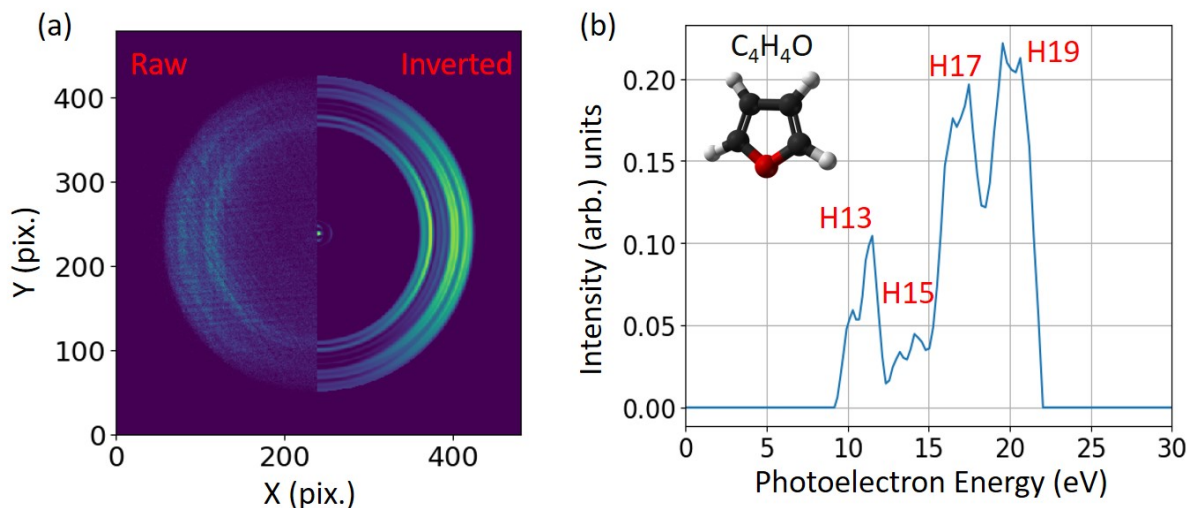 (a)
Raw
Inverted
400
300
200
100
0
0
200
400
Y (pix.)
X (pix.)
(b)
C₄H₄O
H13
H15
H17
H19
0.20
0.15
0.10
0.05
0.00
0
5
10
15
20
25
30
Intensity (arb.) units
Photoelectron Energy (eV)